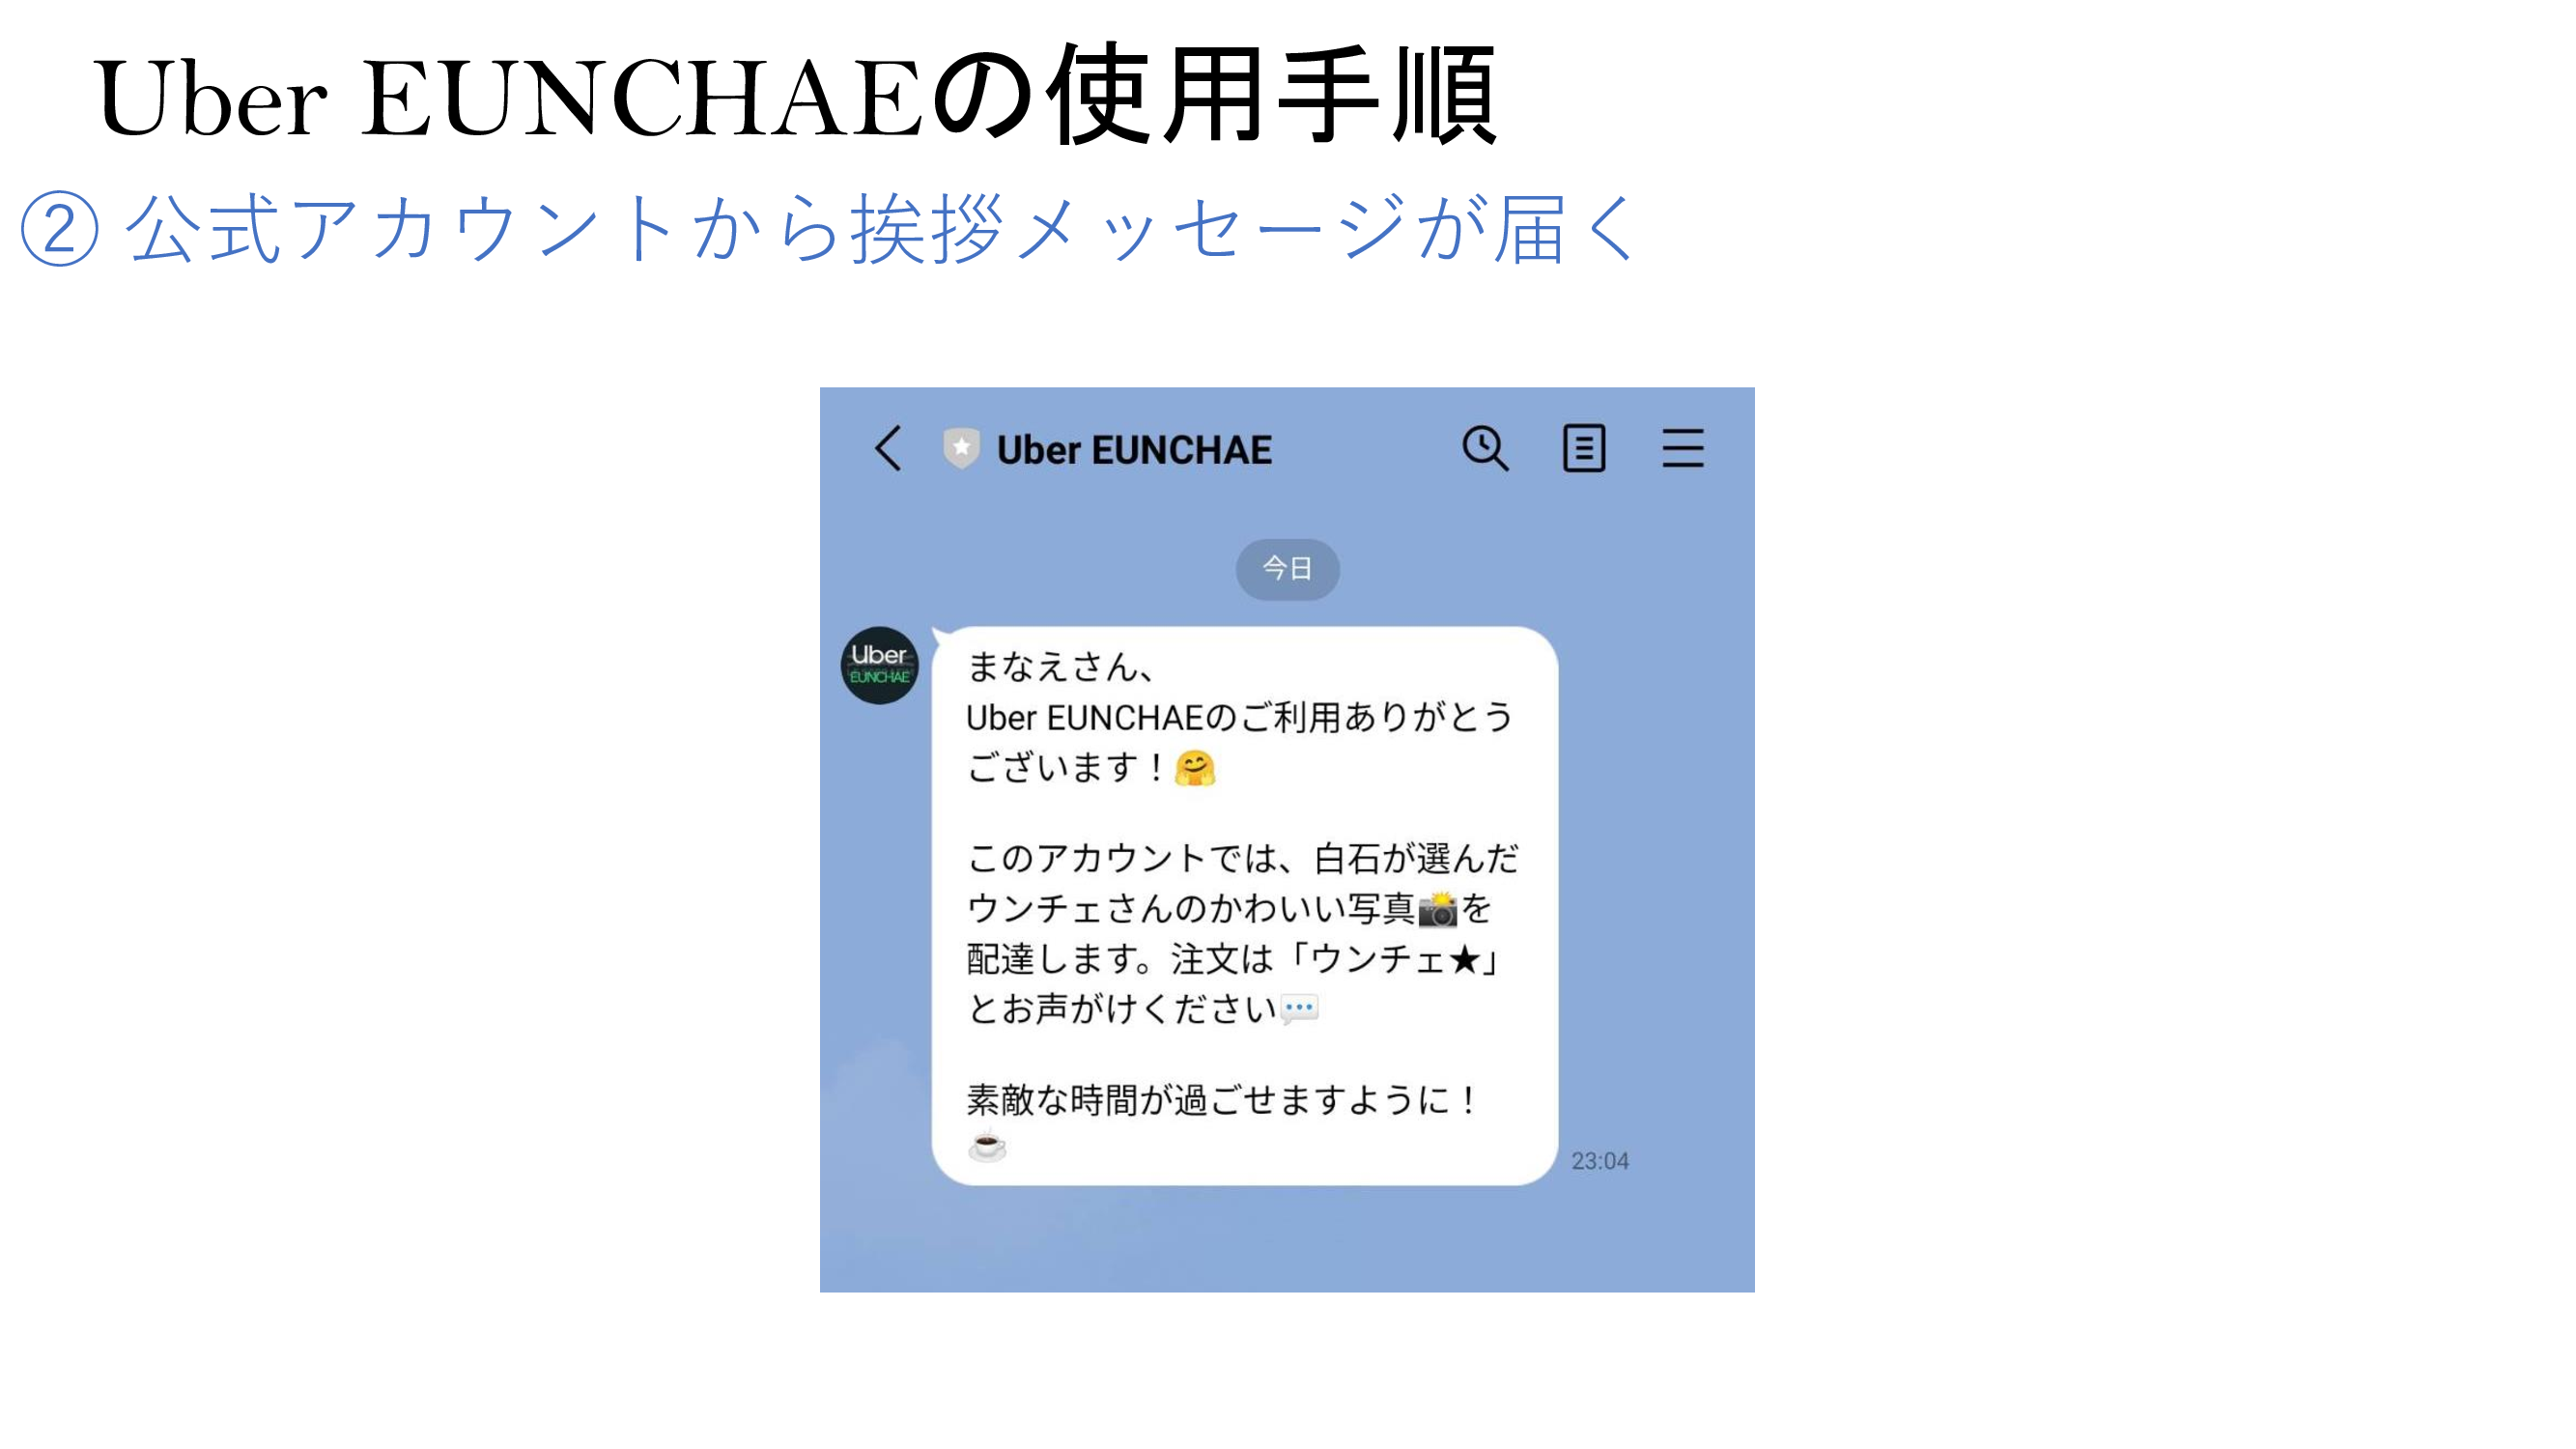 Uber EUNCHAEの使用手順
② 公式アカウントから挨拶メッセージが届く
Uber EUNCHAE
今日
Uber
EUNCHAE
まなえさん、
Uber EUNCHAEのご利用ありがとう
ございます！🤗
このアカウントでは、白石が選んだ
ウンチェさんのかわいい写真📸を
配達します。注文は「ウンチェ★」
とお声がけください💬
素敵な時間が過ごせますように！
☕
23:04